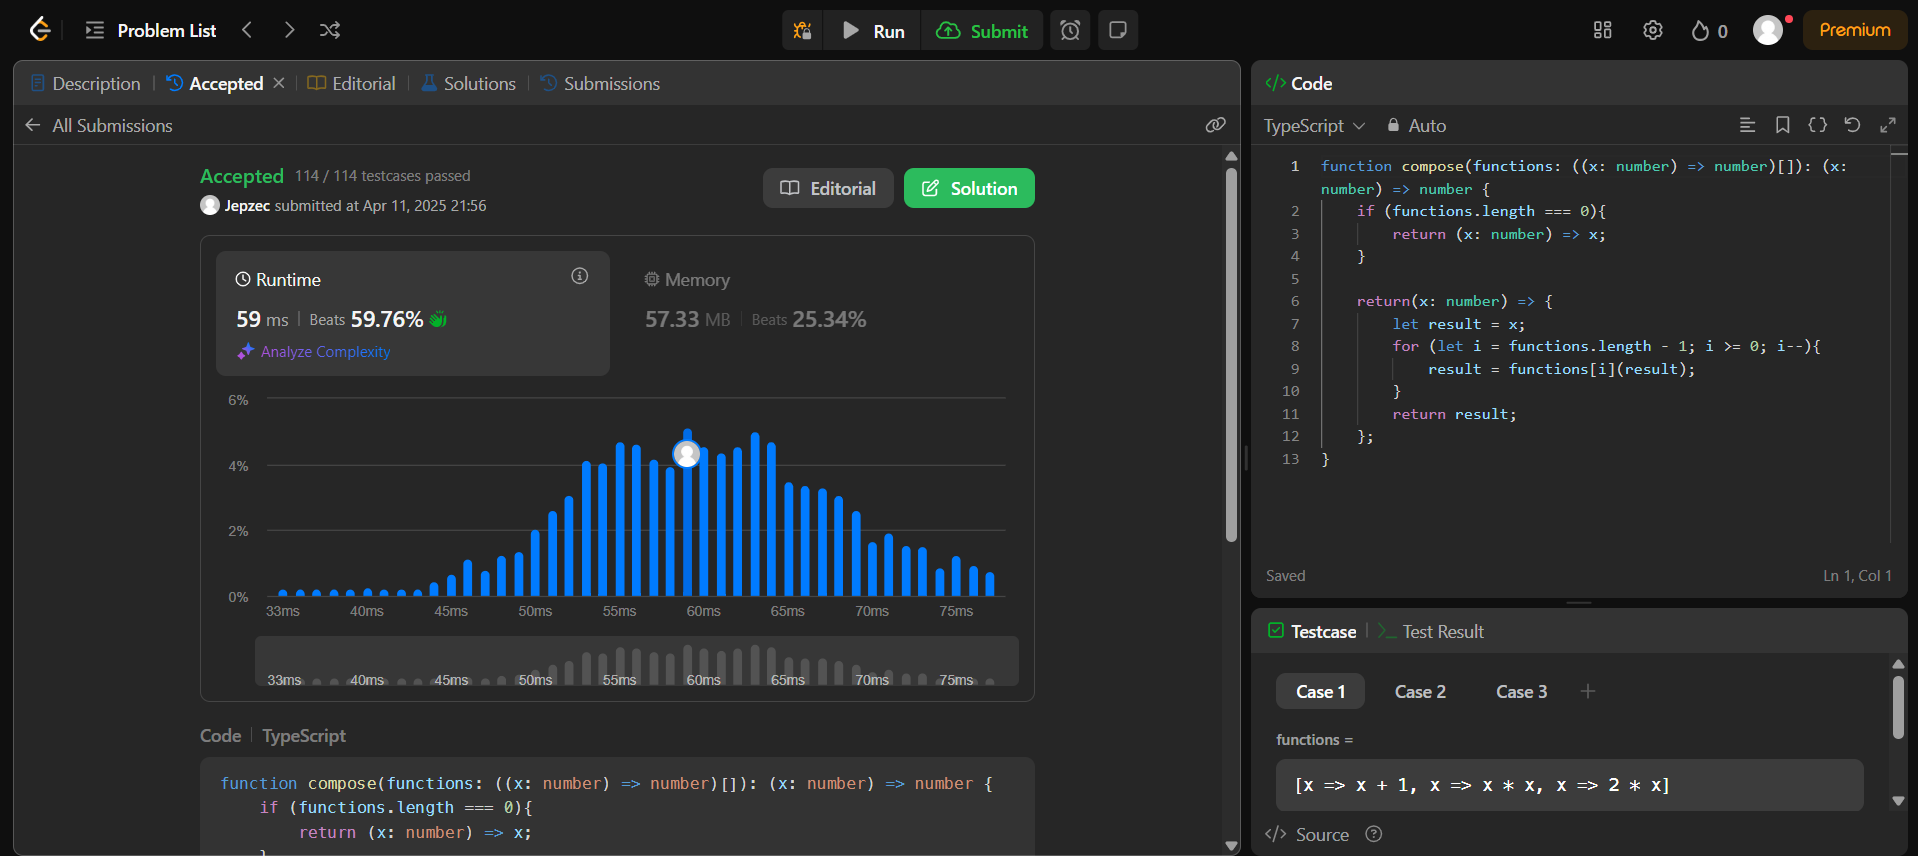 Problem List
Run
Submit
0
Premium
Description
Accepted
Editorial
Solutions
Submissions
All Submissions
Accepted 114 / 114 testcases passed
Jepzec submitted at Apr 11, 2025 21:56
Editorial
Solution
Runtime
59 ms | Beats 59.76%
Analyze Complexity
Memory
57.33 MB | Beats 25.34%
6%
4%
2%
0%
33ms 40ms 45ms 50ms 55ms 60ms 65ms 70ms 75ms
33ms 40ms 45ms 50ms 55ms 60ms 65ms 70ms 75ms
Code | TypeScript
function compose(functions: ((x: number) => number)[]): (x: number) => number {
    if (functions.length === 0){
        return (x: number) => x;
    }
</> Code
TypeScript
Auto
1 function compose(functions: ((x: number) => number)[]): (x:
number) => number {
2     if (functions.length === 0){
3         return (x: number) => x;
4     }
5
6     return(x: number) => {
7         let result = x;
8         for (let i = functions.length - 1; i >= 0; i--){
9             result = functions[i](result);
10         }
11         return result;
12     };
13 }
Saved
Ln 1, Col 1
Testcase
Test Result
Case 1
Case 2
Case 3
+
functions =
[x => x + 1, x => x * x, x => 2 * x]
</> Source ?